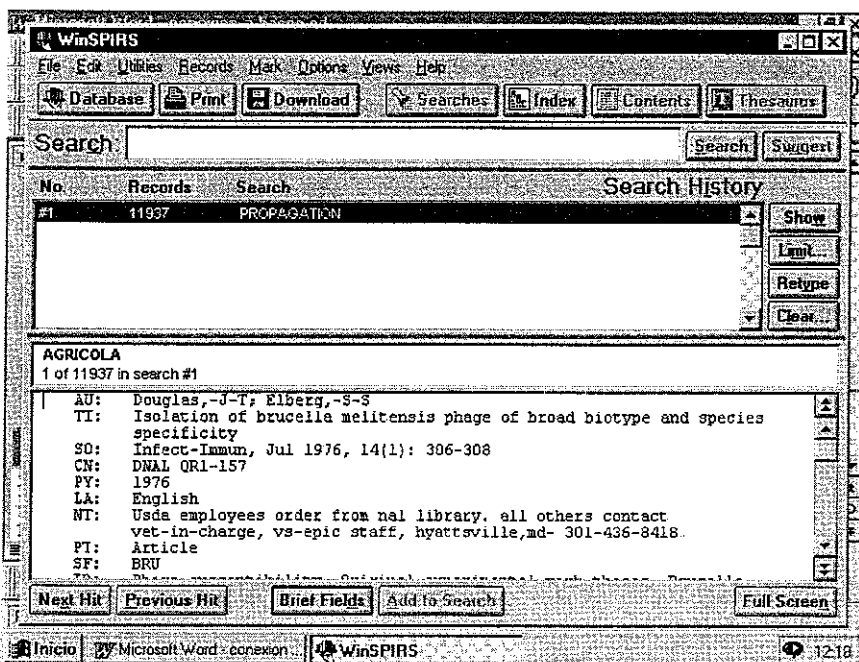 WinSPIRS
File Edit Utilities Records Mark Options Views Help
Database Print Download Searches Index Contents Thesaurus
Search: Search Suggest
No. Records Search Search History
#1 11937 PROPAGATION Show
Limit...
Retype
Clear...
AGRICOLA
1 of 11937 in search #1
AU: Douglas,-J-T; Elberg,-S-S
TI: Isolation of brucella melitensis phage of broad biotype and species
specificity
SO: Infect-Immun, Jul 1976, 14(1): 306-308
CN: DNAL QR1-157
PY: 1976
LA: English
NT: Usda employees order from nal library. all others contact
vet-in-charge, vs-epic staff, hyattsville,md- 301-436-8418.
PT: Article
SF: BRU
Next Hit Previous Hit Brief Fields Add to Search Full Screen
Inicio Microsoft Word - conexion... WinSPIRS 12:18